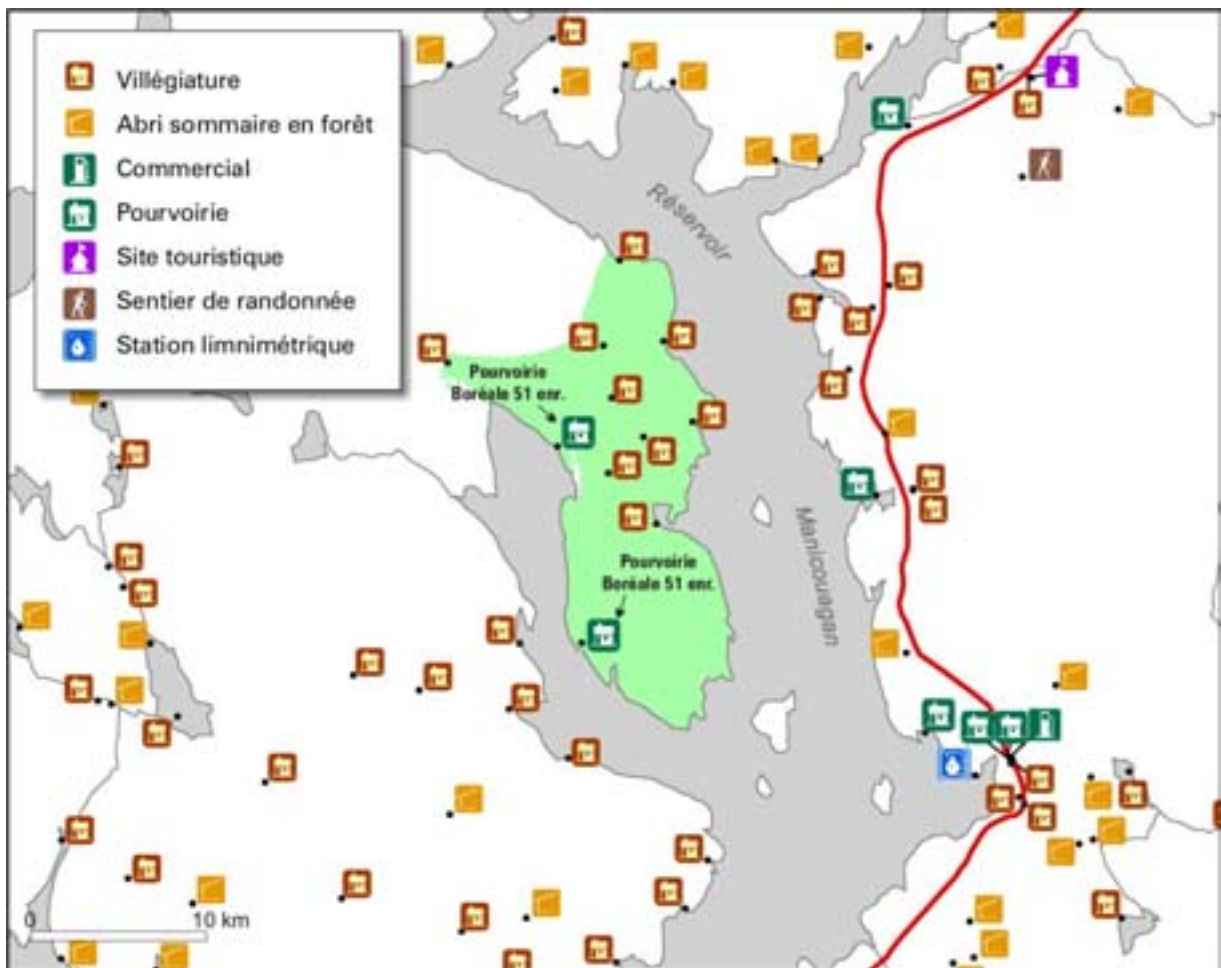 Villégiature
Abri sommaire en forêt
Commercial
Pourvoirie
Site touristique
Sentier de randonnée
Station limnimétrique
Réservoir
Manicouagan
Pourvoirie
Boréale 51 enr.
Pourvoirie
Boréale 51 enr.
0 10 km